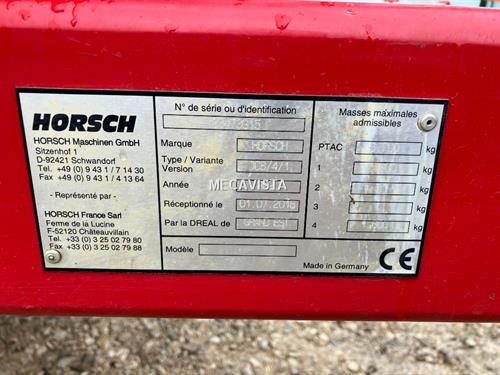 HORSCH
HORSCH Maschinen GmbH
Sitzenhof 1
D-92421 Schwandorf
Tel. +49 (0) 9 43 1 / 7 14 30
Fax +49 (0) 9 43 1 / 4 13 64
- Représenté par -
HORSCH France Sarl
Ferme de la Lucine
F-52120 Châteauvillain
Tel. +33 (0) 3 25 02 79 80
Fax +33 (0) 3 25 02 79 88
N° de série ou d'identification
Marque HORSCH
Type / Variante
Version
Année
MECAVISTA
Réceptionné le 01.07.2013
Par la DREAL de
Modèle
Masses maximales
admissibles
PTAC kg
1 kg
2 kg
3 kg
4 kg
Made in Germany
CE